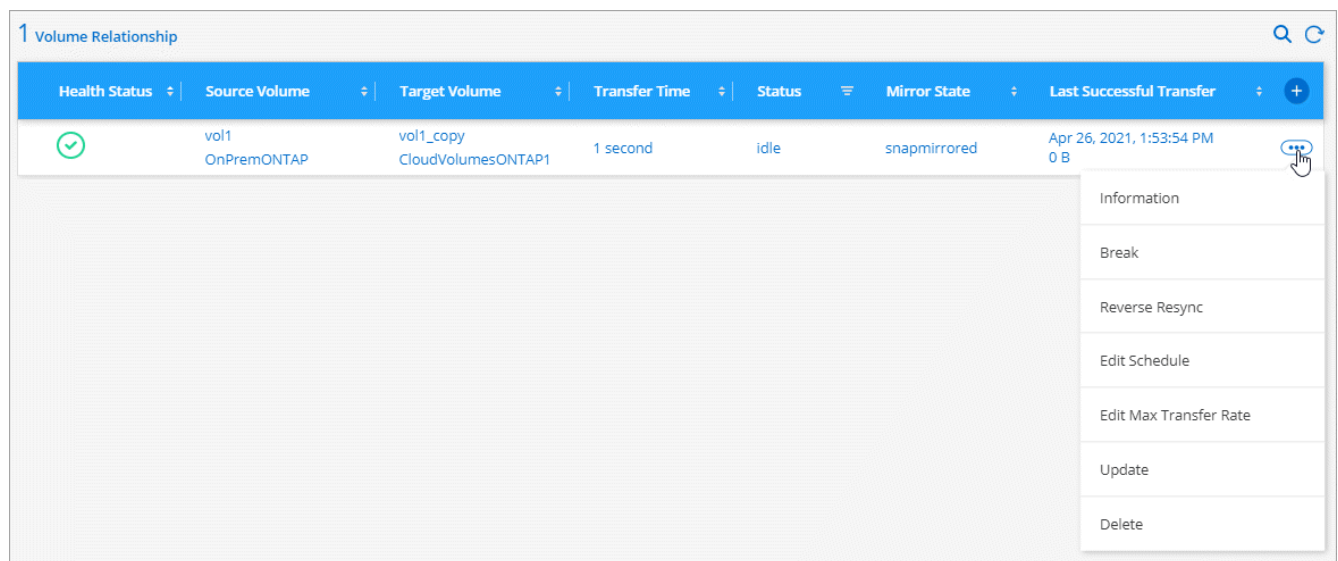 1 Volume Relationship
Health Status Source Volume Target Volume Transfer Time Status Mirror State Last Successful Transfer
vol1 vol1_copy Apr 26, 2021, 1:53:54 PM
1 second idle snapmirrored
OnPremONTAP CloudVolumesONTAP1 0 B
Information
Break
Reverse Resync
Edit Schedule
Edit Max Transfer Rate
Update
Delete